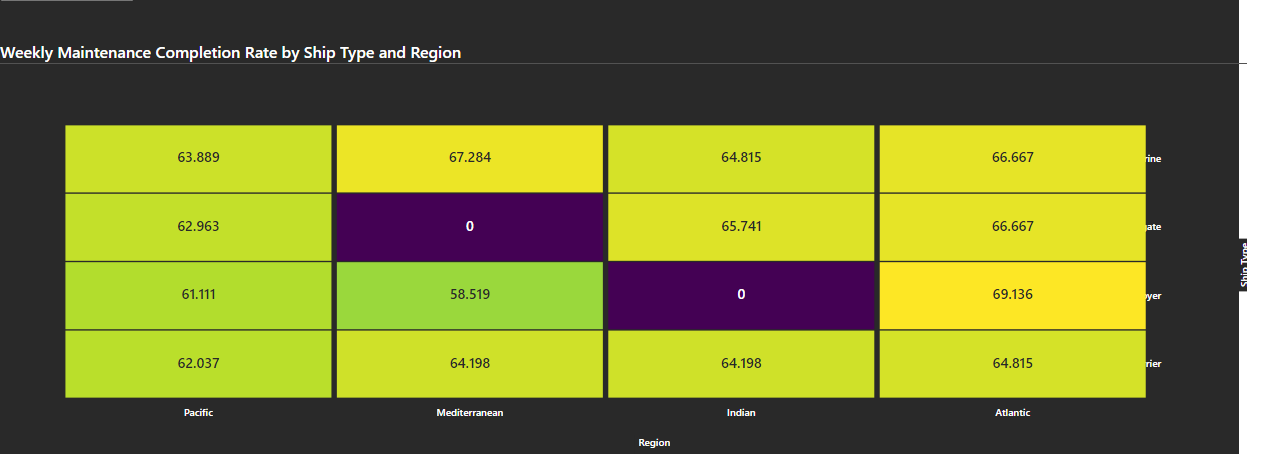 Weekly Maintenance Completion Rate by Ship Type and Region
63.889 67.284 64.815 66.667 rine
62.963 0 65.741 66.667 gate
61.111 58.519 0 69.136 yer
62.037 64.198 64.198 64.815 rier
Pacific Mediterranean Indian Atlantic
Region
Ship Type